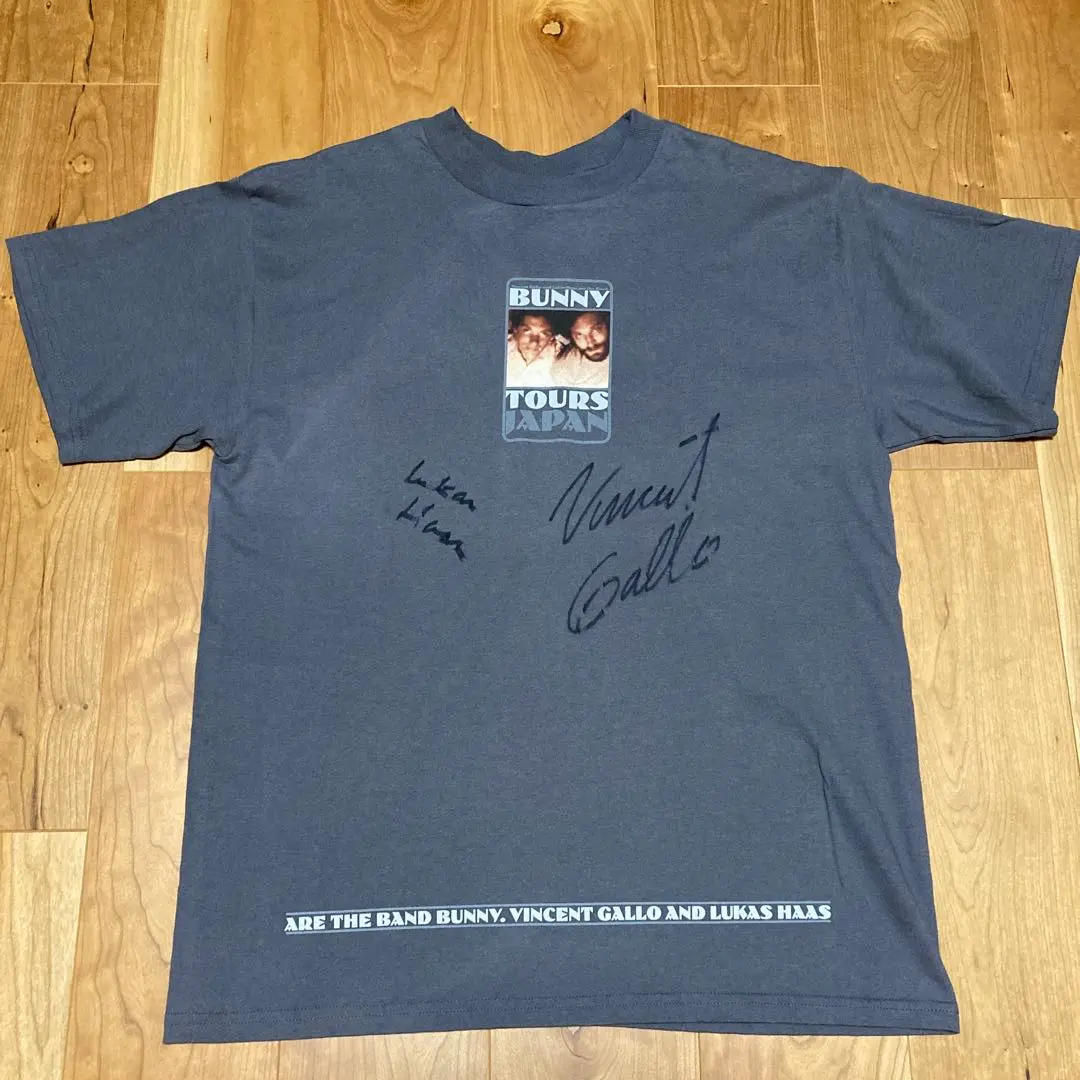 BUNNY
TOURS
JAPAN
Lukas
Haas
Vincent
Gallo
ARE THE BAND BUNNY. VINCENT GALLO AND LUKAS HAAS